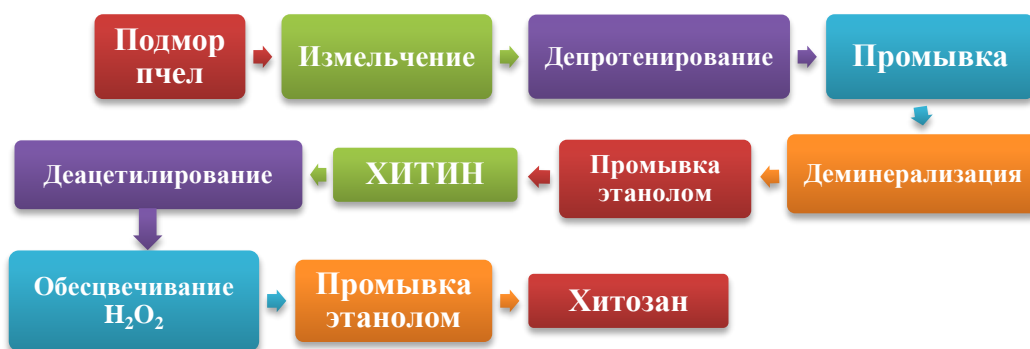 Подмор
пчел
Измельчение
Депротенирование
Промывка
Деминерализация
Промывка
этанолом
ХИТИН
Деацетилирование
Обесцвечивание
H₂O₂
Промывка
этанолом
Хитозан